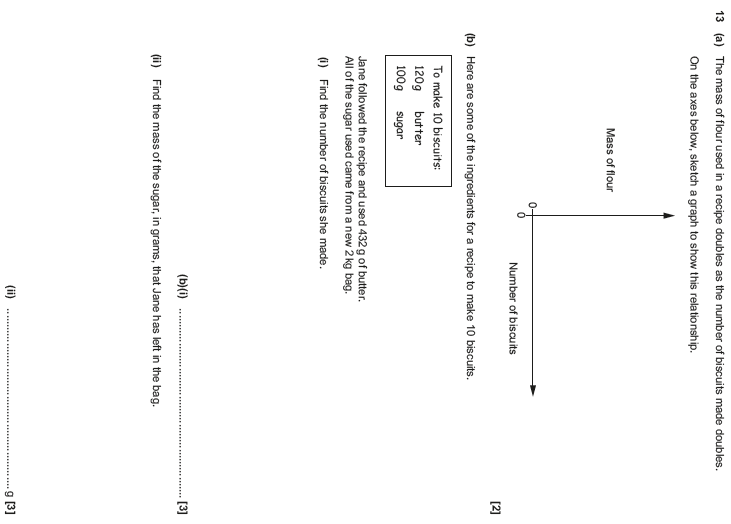 13 (a) The mass of flour used in a recipe doubles as the number of biscuits made doubles.
On the axes below, sketch a graph to show this relationship.
Mass of flour
0
0
Number of biscuits
[2]
(b) Here are some of the ingredients for a recipe to make 10 biscuits.
To make 10 biscuits:
120g butter
100g sugar
Jane followed the recipe and used 432g of butter.
All of the sugar used came from a new 2kg bag.
(i) Find the number of biscuits she made.
(b)(i) .................................................. [3]
(ii) Find the mass of the sugar, in grams, that Jane has left in the bag.
(ii) .................................................. g [3]